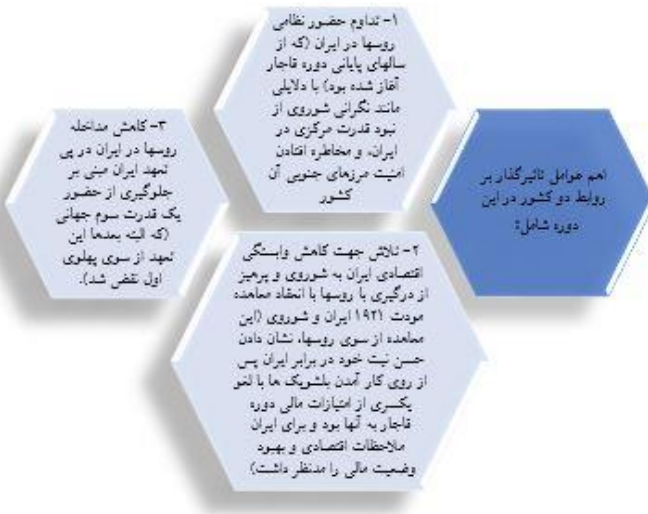 اهم عوامل تاثیرگذار بر
روابط دو کشور در این
دوره شامل:
۱- تداوم حضور نظامی
روسها در ایران (که از
سالهای پایانی دوره قاجار
آغاز شده بود) با دلایلی
مانند نگرانی شوروی از
نبود قدرت مرکزی در
ایران، و مخاطره افتادن
امنیت مرزهای جنوبی آن
کشور
۲- تلاش جهت کاهش وابستگی
اقتصادی ایران به شوروی و پرهیز
از درگیری با روسها با انعقاد معاهده
مودت ۱۹۲۱ ایران و شوروی (این
معاهده از سوی روسها، نشان دادن
حسن نیت خود در برابر ایران پس
از روی کار آمدن بلشویک ها با لغو
یکسری از امتیازات مالی دوره
قاجار به آنها بود و برای ایران
ملاحظات اقتصادی و بهبود
وضعیت مالی را مدنظر داشت)
۳- کاهش مداخله
روسها در ایران در پی
تعهد ایران مبنی بر
جلوگیری از حضور
یک قدرت سوم جهانی
(که البته بعدها این
تعهد از سوی پهلوی
اول نقض شد).